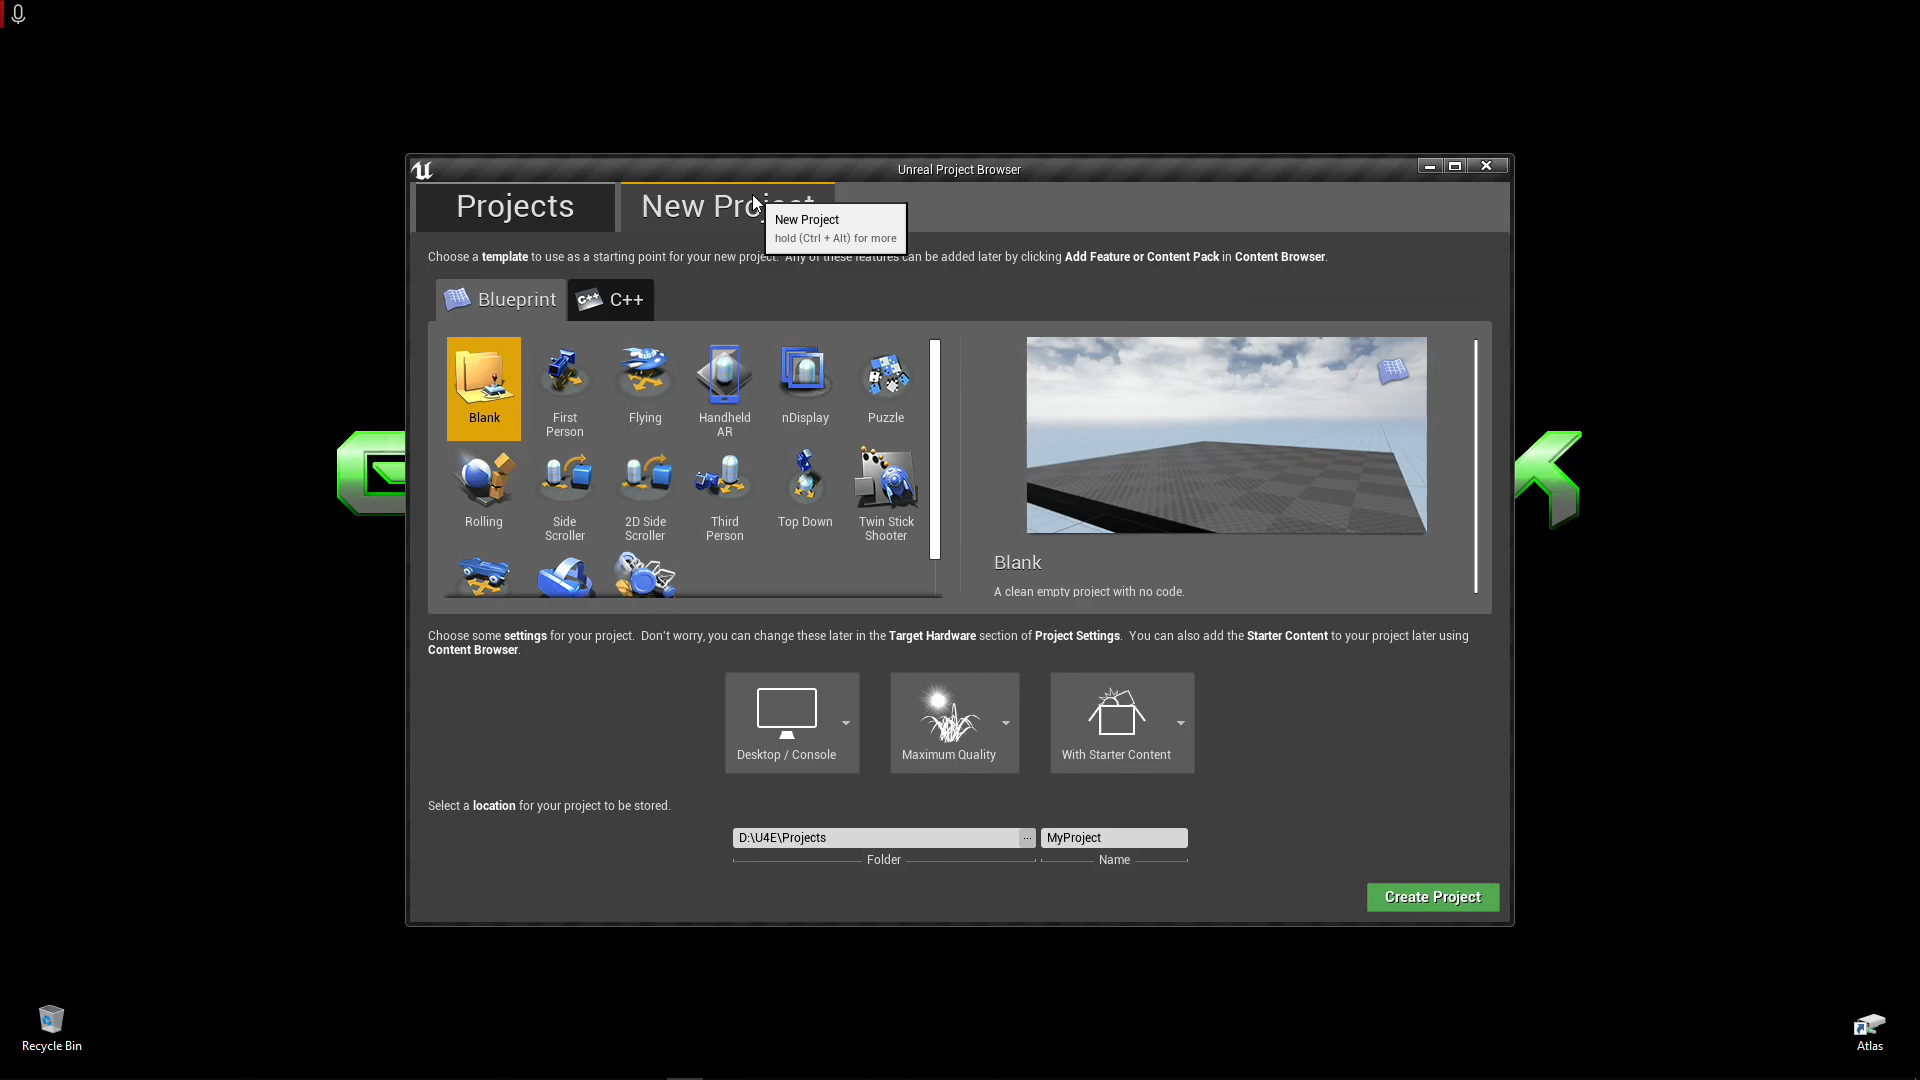 Unreal Project Browser
Projects
New Project
New Project
hold (Ctrl + Alt) for more
Choose a template to use as a starting point for your new project. Any of these features can be added later by clicking Add Feature or Content Pack in Content Browser.
Blueprint
C++
C++
Blank
First
Person
Flying
Handheld
AR
nDisplay
Puzzle
Rolling
Side
Scroller
2D Side
Scroller
Third
Person
Top Down
Twin Stick
Shooter
Blank
A clean empty project with no code.
Choose some settings for your project. Don't worry, you can change these later in the Target Hardware section of Project Settings. You can also add the Starter Content to your project later using
Content Browser.
Desktop / Console
Maximum Quality
With Starter Content
Select a location for your project to be stored.
D:\U4E\Projects
...
MyProject
Folder
Name
Create Project
Recycle Bin
Atlas